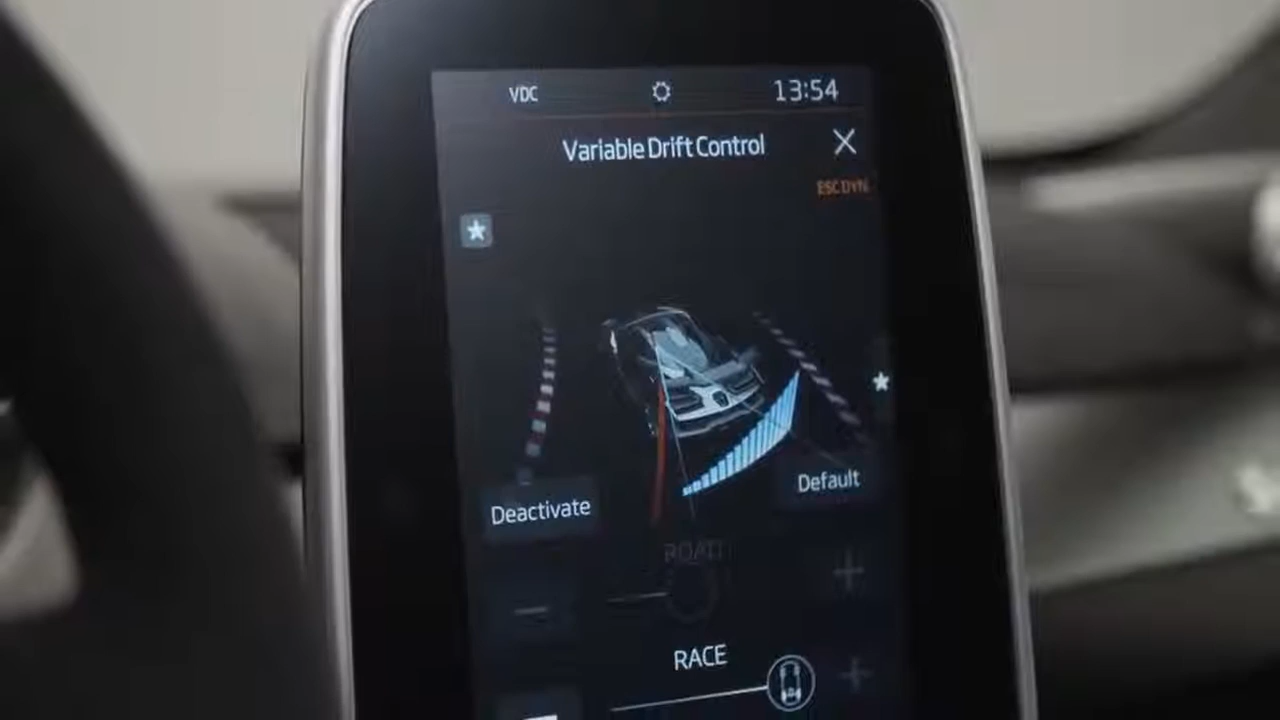 VDC 13:54
Variable Drift Control
ESC DYN
Default
Deactivate
ROAD
RACE